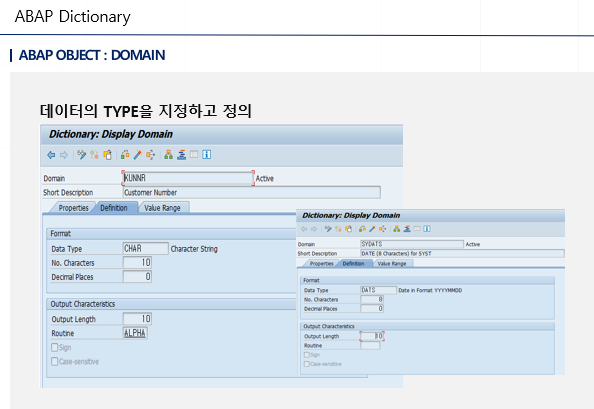 ABAP Dictionary
ABAP OBJECT : DOMAIN
데이터의 TYPE을 지정하고 정의
Dictionary: Display Domain
Domain KUNNR Active
Short Description Customer Number
Properties Definition Value Range
Format
Data Type CHAR Character String
No. Characters 10
Decimal Places 0
Output Characteristics
Output Length 10
Routine ALPHA
Sign
Case-sensitive
Dictionary: Display Domain
Domain SYDATS Active
Short Description DATE (8 Characters) for SYST
Properties Definition Value Range
Format
Data Type DATS Date in Format YYYYMMDD
No. Characters 8
Decimal Places 0
Output Characteristics
Output Length 10
Routine
Sign
Case-sensitive